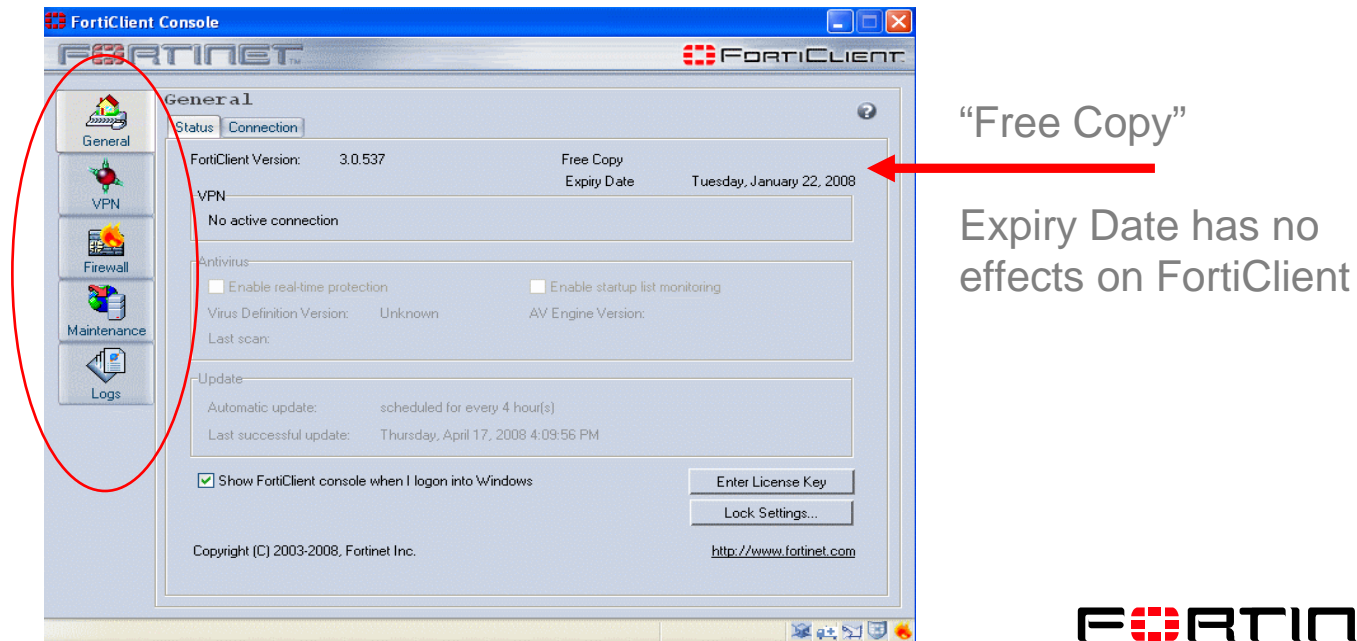 FortiClient Console
FORTINET
FORTICLIENT
General
VPN
Firewall
Maintenance
Logs
General
Status Connection
FortiClient Version: 3.0.537 Free Copy
Expiry Date Tuesday, January 22, 2008
VPN
No active connection
Antivirus
Enable real-time protection Enable startup list monitoring
Virus Definition Version: Unknown AV Engine Version:
Last scan:
Update
Automatic update: scheduled for every 4 hour(s)
Last successful update: Thursday, April 17, 2008 4:09:56 PM
Show FortiClient console when I logon into Windows
Enter License Key
Lock Settings...
Copyright (C) 2003-2008, Fortinet Inc. http://www.fortinet.com
“Free Copy”
Expiry Date has no
effects on FortiClient
FORTIN